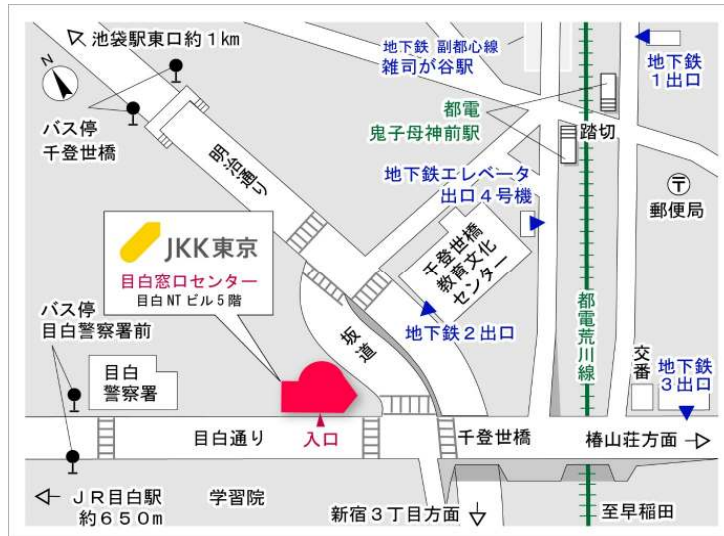 池袋駅東口約1km
N
バス停
千登世橋
明治通り
地下鉄 副都心線
雑司が谷駅
地下鉄
1出口
都電
鬼子母神前駅
踏切
地下鉄エレベータ
出口4号機
〒
郵便局
JKK東京
目白窓口センター
目白NTビル5階
千登世橋
教育文化
センター
バス停
目白警察署前
坂道
地下鉄2出口
都電荒川線
交番
地下鉄
3出口
目白
警察署
目白通り
入口
千登世橋
椿山荘方面
JR目白駅
約650m
学習院
新宿3丁目方面
至早稲田